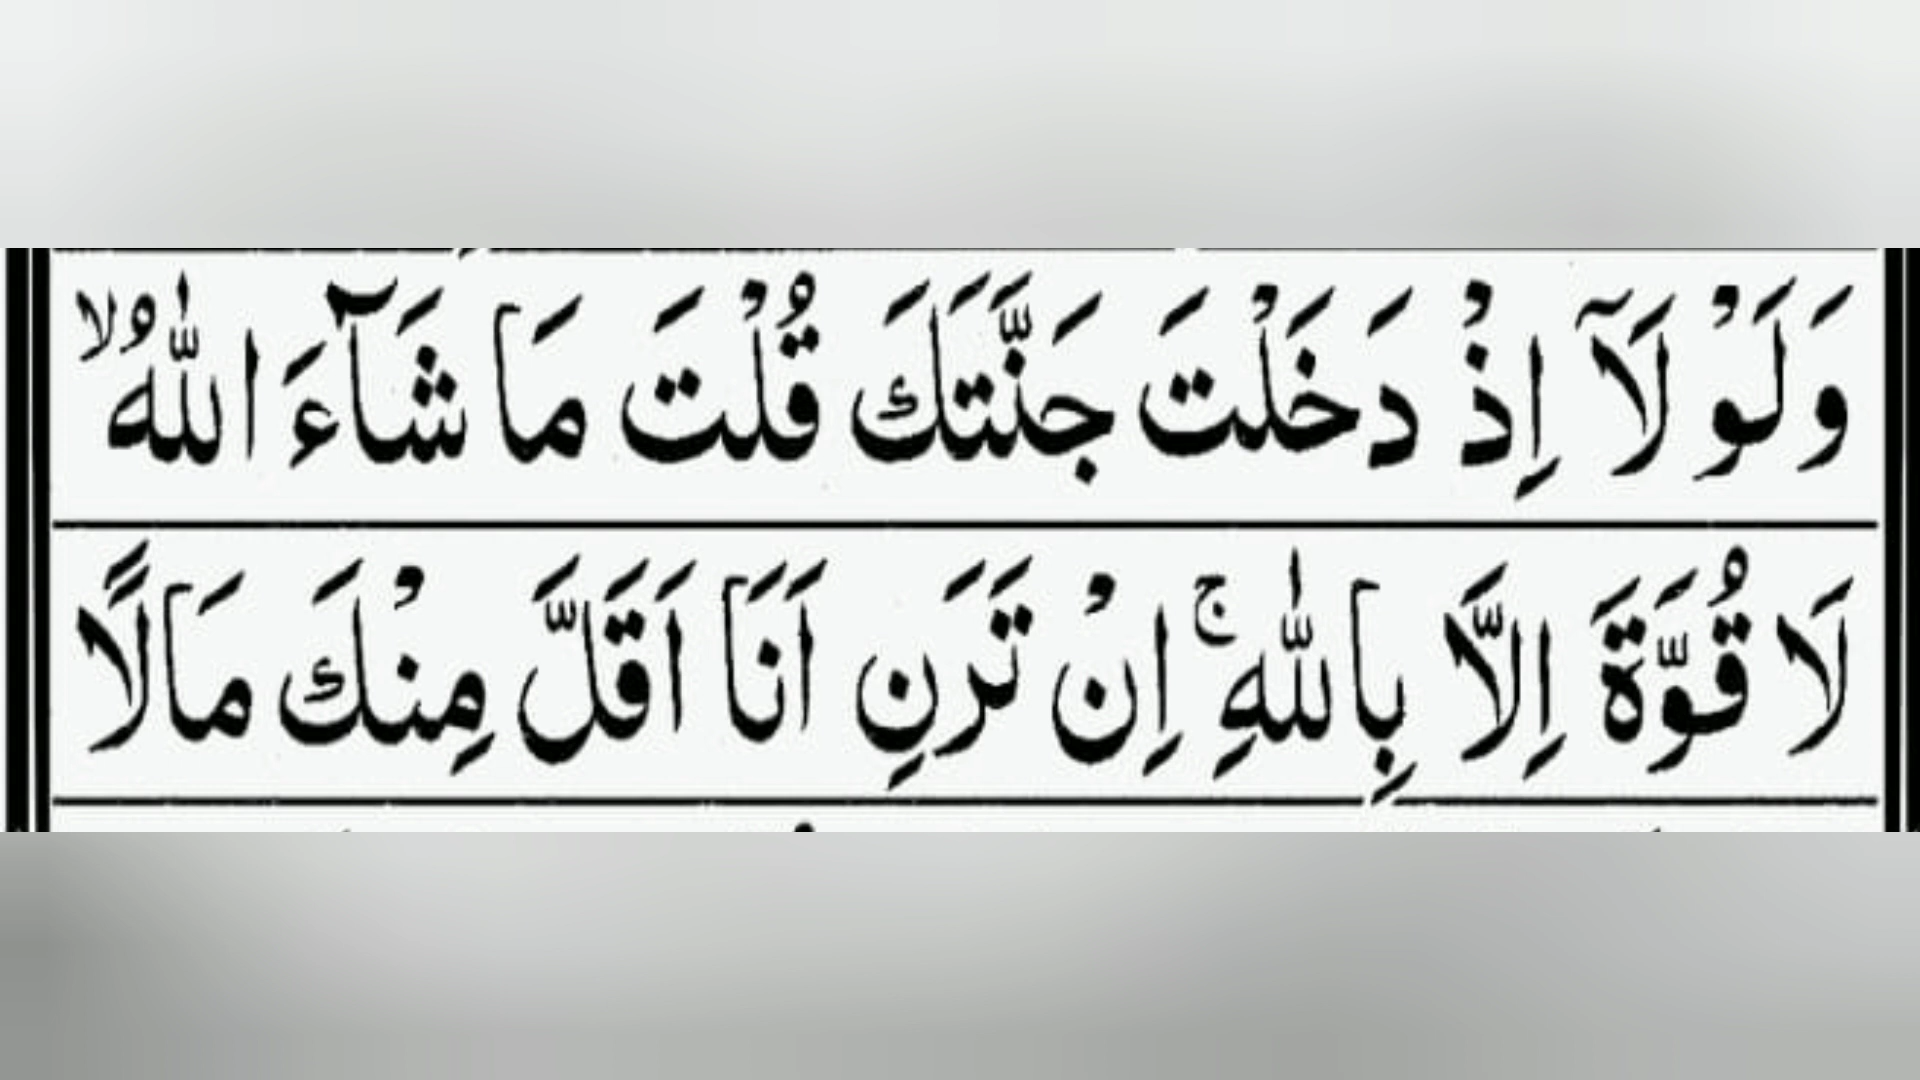 وَلَوْ لَآ اِذْ دَخَلْتَ جَنَّتَكَ قُلْتَ مَا شَآءَ اللّٰهُ ۙ
لَا قُوَّةَ اِلَّا بِاللّٰهِ ۚ اِنْ تَرَنِ اَنَا اَقَلَّ مِنْكَ مَالًا